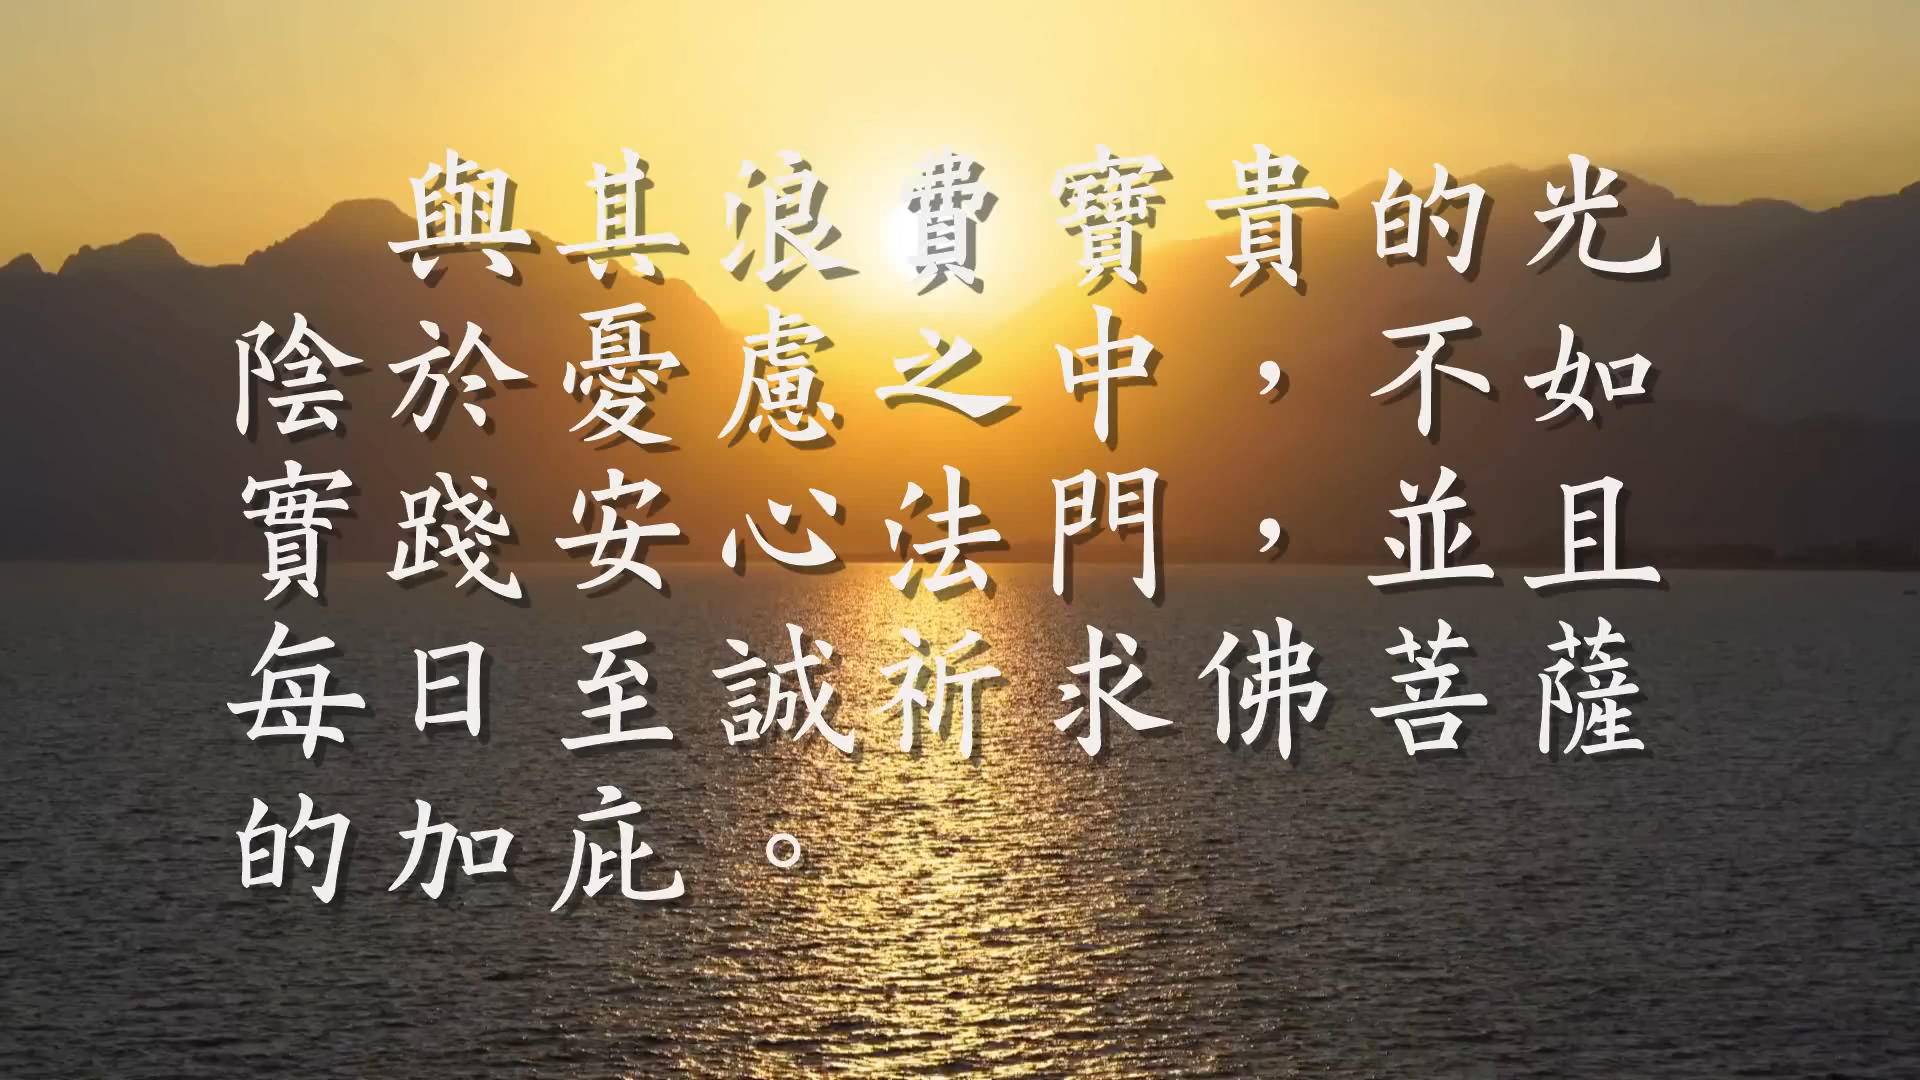 與其浪費寶貴的光
陰於憂慮之中，不如
實踐安心法門，並且
每日至誠祈求佛菩薩
的加庇。